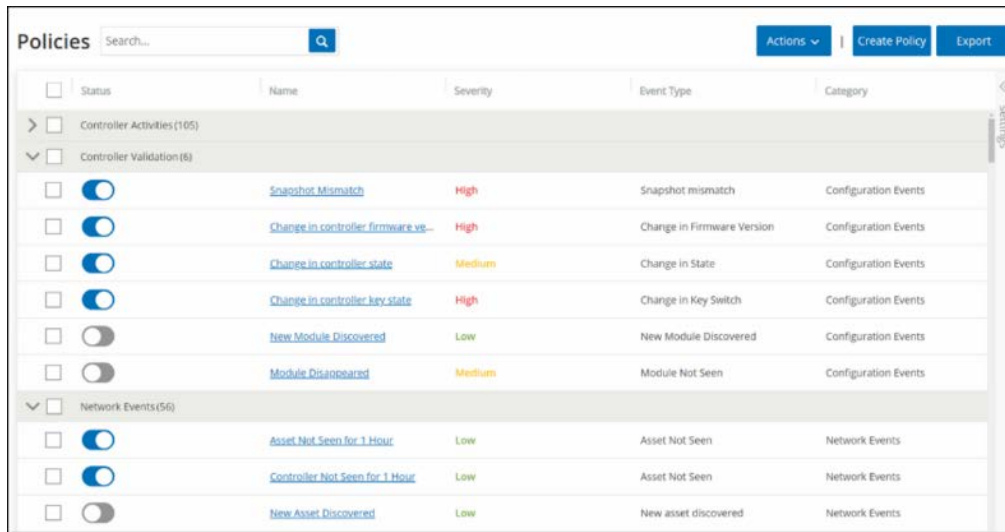 Policies Search... Actions | Create Policy Export
Status Name Severity Event Type Category
Controller Activities (105)
Controller Validation (6)
Snapshot Mismatch High Snapshot mismatch Configuration Events
Change in controller firmware ve... High Change in Firmware Version Configuration Events
Change in controller state Medium Change in State Configuration Events
Change in controller key state High Change in Key Switch Configuration Events
New Module Discovered Low New Module Discovered Configuration Events
Module Disappeared Medium Module Not Seen Configuration Events
Network Events (56)
Asset Not Seen for 1 Hour Low Asset Not Seen Network Events
Controller Not Seen for 1 Hour Low Asset Not Seen Network Events
New Asset Discovered Low New asset discovered Network Events
Settings